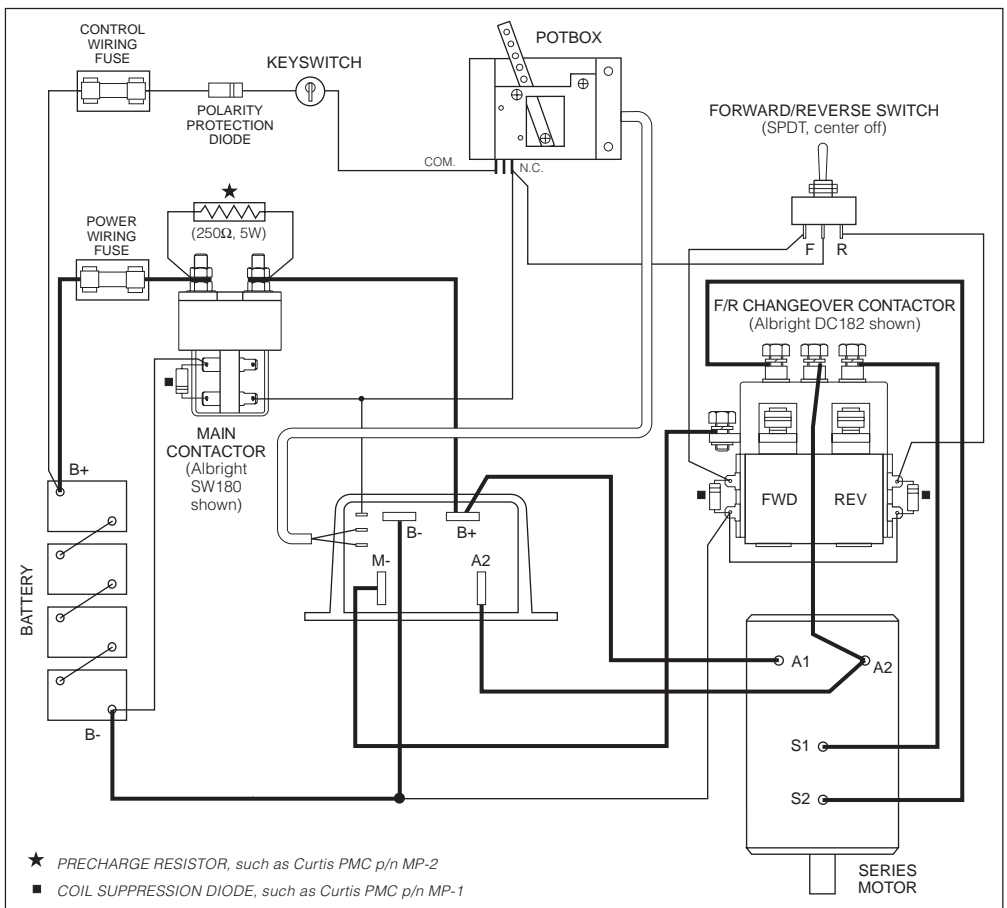 CONTROL
WIRING
FUSE
KEYSWITCH
POTBOX
POLARITY
PROTECTION
DIODE
FORWARD/REVERSE SWITCH
(SPDT, center off)
COM.
N.C.
★
(250Ω, 5W)
POWER
WIRING
FUSE
F
R
F/R CHANGEOVER CONTACTOR
(Albright DC182 shown)
MAIN
CONTACTOR
(Albright
SW180
shown)
B+
FWD
REV
B-
B+
M-
A2
BATTERY
A1
A2
S1
S2
B-
SERIES
MOTOR
★ PRECHARGE RESISTOR, such as Curtis PMC p/n MP-2
■ COIL SUPPRESSION DIODE, such as Curtis PMC p/n MP-1